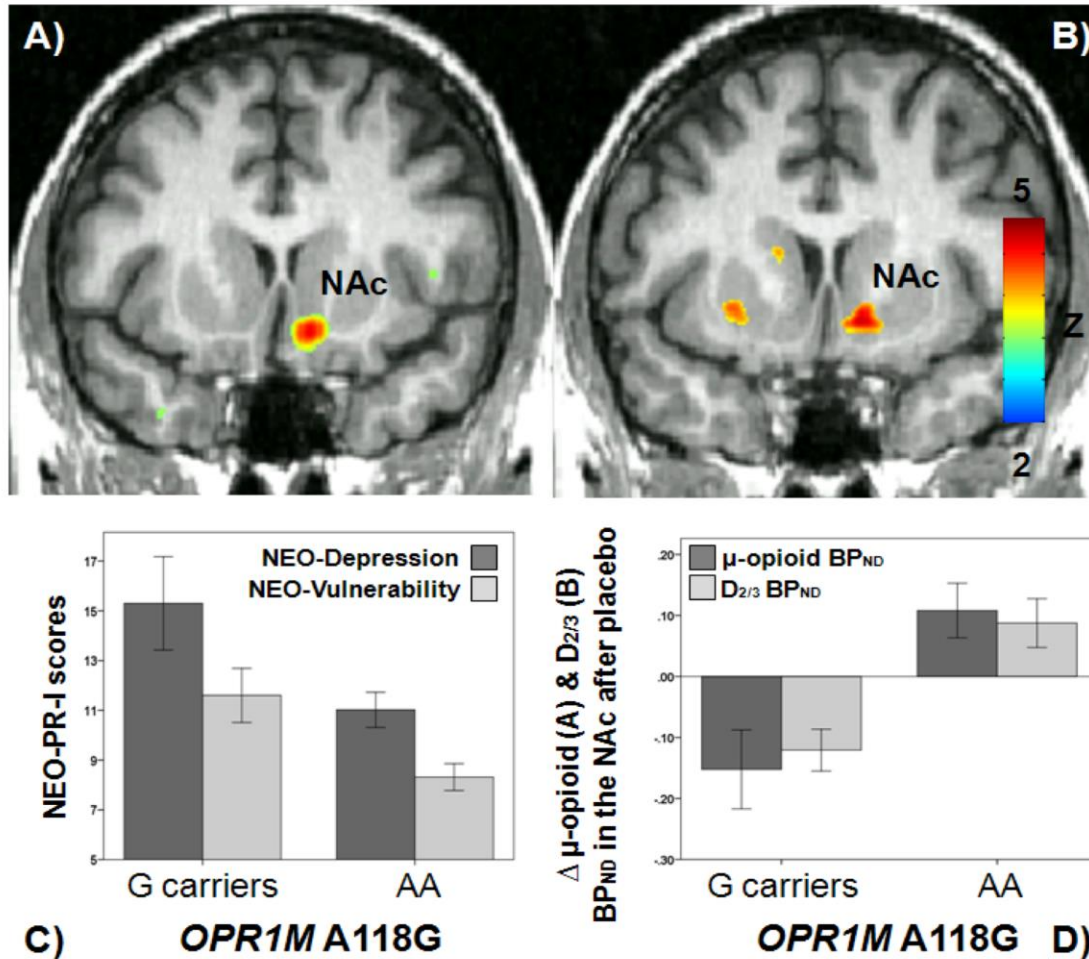 A)
B)
NAc
NAc
5
Z
2
NEO-PR-I scores
17
15
13
11
9
7
5
NEO-Depression
NEO-Vulnerability
G carriers
AA
C)
OPR1M A118G
Δ μ-opioid (A) & D2/3 (B)
BPND in the NAc after placebo
.20
.10
.00
-.10
-.20
-.30
μ-opioid BPND
D2/3 BPND
G carriers
AA
OPR1M A118G
D)